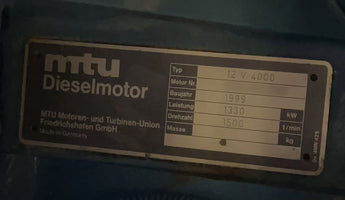 mtu
Dieselmotor
MTU Motoren- und Turbinen-Union
Friedrichshafen GmbH
Made in Germany
Typ 12 V 4000
Motor Nr
Baujahr 1999
Leistung 1330 kW
Drehzahl 1500 1/min
Masse kg